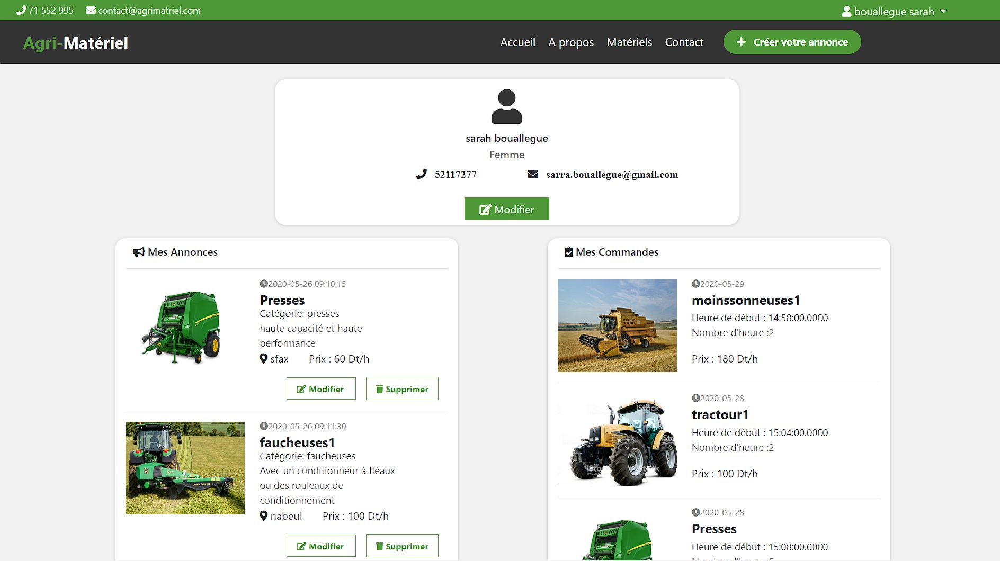 71 552 995 contact@agrimatriel.com bouallegue sarah
Agri-Matériel Accueil A propos Matériels Contact Créer votre annonce
sarah bouallegue
Femme
52117277 sarra.bouallegue@gmail.com
Modifier
Mes Annonces
2020-05-26 09:10:15
Presses
Catégorie: presses
haute capacité et haute
performance
sfax Prix : 60 Dt/h
Modifier Supprimer
2020-05-26 09:11:30
faucheuses1
Catégorie: faucheuses
Avec un conditionneur à fléaux
ou des rouleaux de
conditionnement
nabeul Prix : 100 Dt/h
Modifier Supprimer
JOHN DEERE
Mes Commandes
2020-05-29
moinssonneuses1
Heure de début : 14:58:00.0000
Nombre d'heure :2
Prix : 180 Dt/h
TX68
2020-05-28
tractour1
Heure de début : 15:04:00.0000
Nombre d'heure :2
Prix : 100 Dt/h
iStock
iStock
2020-05-28
Presses
Heure de début : 15:08:00.0000